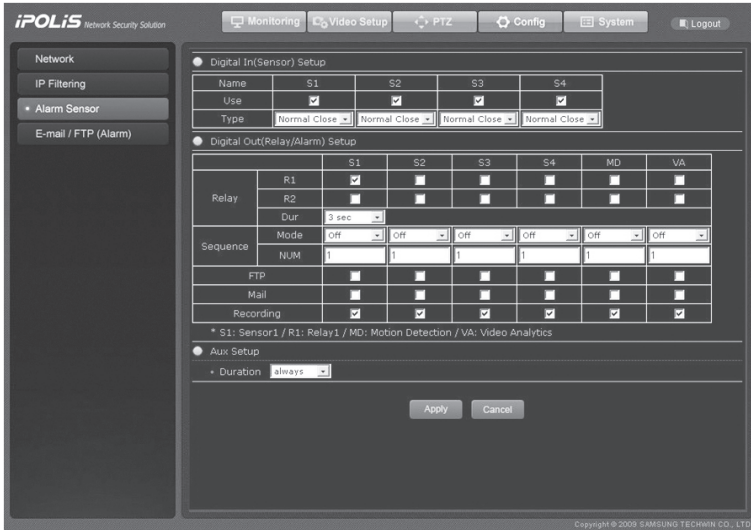 iPOLiS Network Security Solution
Monitoring Video Setup PTZ Config System Logout
Network
IP Filtering
Alarm Sensor
E-mail / FTP (Alarm)
Digital In(Sensor) Setup
Name S1 S2 S3 S4
Use
Type Normal Close Normal Close Normal Close Normal Close
Digital Out(Relay/Alarm) Setup
S1 S2 S3 S4 MD VA
Relay
R1
R2
Dur 3 sec
Sequence
Mode Off Off Off Off Off Off
NUM 1 1 1 1 1 1
FTP
Mail
Recording
* S1: Sensor1 / R1: Relay1 / MD: Motion Detection / VA: Video Analytics
Aux Setup
Duration always
Apply Cancel
Copyright © 2009 SAMSUNG TECHWIN CO., LTD